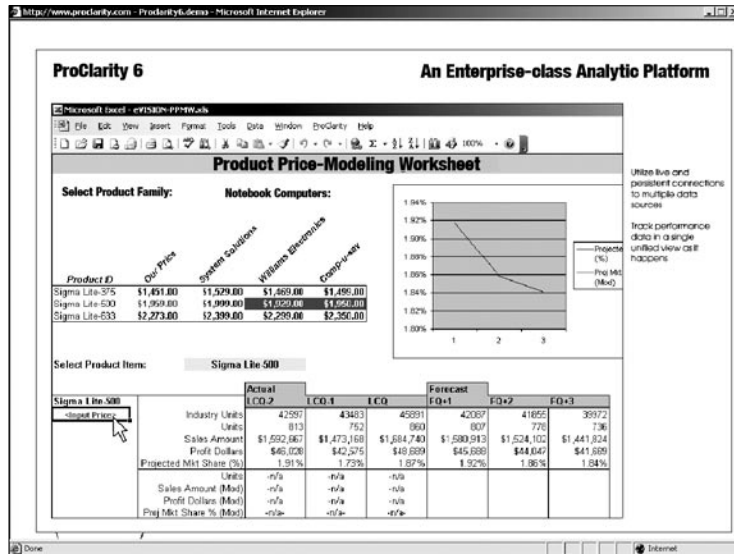 http://www.proclarity.com - Proclarity6.demo - Microsoft Internet Explorer
ProClarity 6
An Enterprise-class Analytic Platform
Microsoft Excel - eVISION-PPMW.xls
File Edit View Insert Format Tools Data Window ProClarity Help
100%
Product Price-Modeling Worksheet
Select Product Family: Notebook Computers:
Product ID Our Price System Solutions Williams Electronics Comp-u-sav
Sigma Lite-375 $1,451.00 $1,529.00 $1,469.00 $1,499.00
Sigma Lite-500 $1,959.00 $1,999.00 $1,929.00 $1,950.00
Sigma Lite-633 $2,273.00 $2,399.00 $2,299.00 $2,350.00
1.94%
1.92%
1.90%
1.88%
1.86%
1.84%
1.82%
1.80%
1 2 3
Projecte
(%)
Prej Mkt
(Mod)
Utilize live and
persistent connections
to multiple data
sources
Track performance
data in a single
unified view as it
happens
Select Product Item: Sigma Lite-500
Actual Forecast
Sigma Lite-500 LCQ-2 LCQ-1 LCQ FQ+1 FQ+2 FQ+3
<Input Price> Industry Units 42597 43483 45891 42087 41855 39972
Units 813 752 860 807 778 736
Sales Amount $1,592,667 $1,473,168 $1,684,740 $1,580,913 $1,524,102 $1,441,824
Profit Dollars $46,028 $42,575 $48,689 $45,688 $44,047 $41,669
Projected Mkt Share (%) 1.91% 1.73% 1.87% 1.92% 1.86% 1.84%
Units -n/a -n/a -n/a
Sales Amount (Mod) -n/a -n/a -n/a
Profit Dollars (Mod) -n/a -n/a -n/a
Prej Mkt Share % (Mod) -n/a- -n/a- -n/a-
Done
Internet